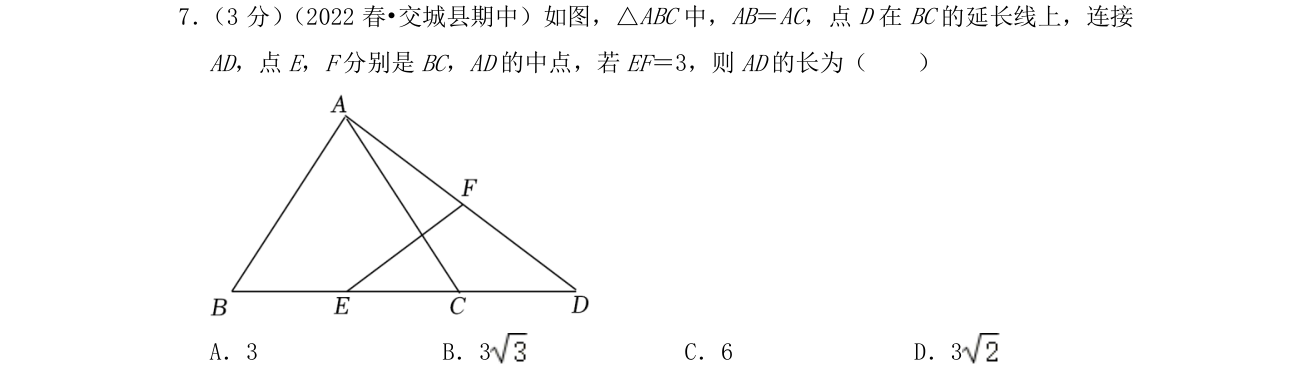 7．（3 分）（2022 春•交城县期中）如图，△ABC 中，AB＝AC，点 D 在 BC 的延长线上，连接
AD，点 E，F 分别是 BC，AD 的中点，若 EF＝3，则 AD 的长为（　　）
A
F
B
E
C
D
A．3　　B．3√3　　C．6　　D．3√2